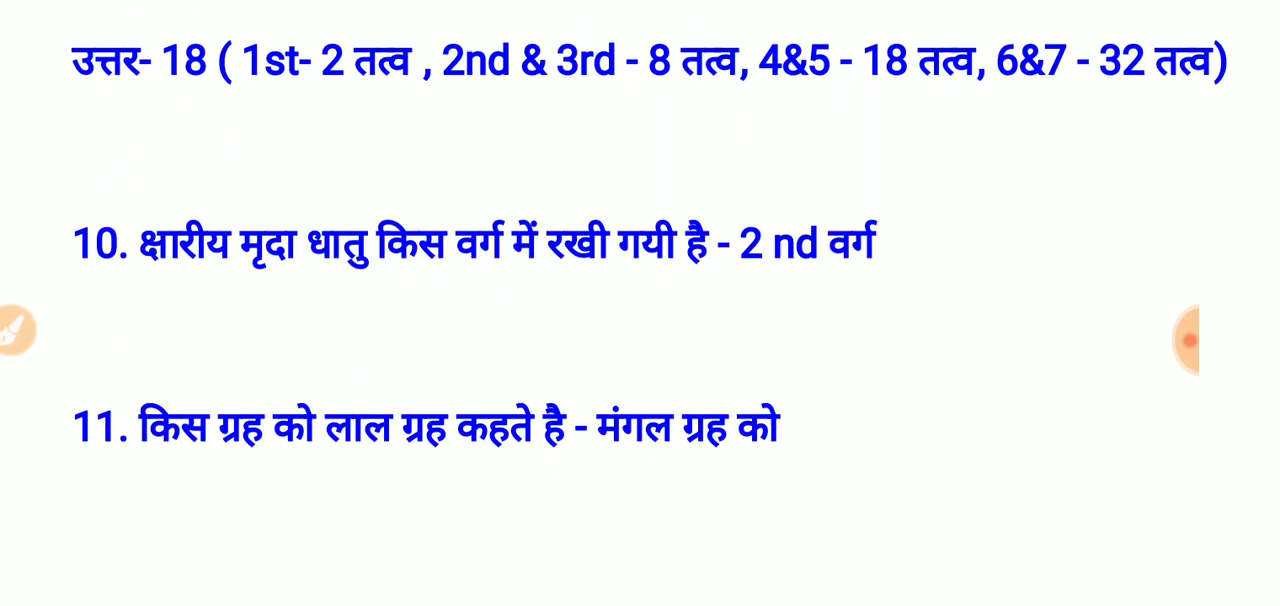 उत्तर- 18 ( 1st- 2 तत्व , 2nd & 3rd - 8 तत्व, 4&5 - 18 तत्व, 6&7 - 32 तत्व)
10. क्षारीय मृदा धातु किस वर्ग में रखी गयी है - 2 nd वर्ग
11. किस ग्रह को लाल ग्रह कहते है - मंगल ग्रह को